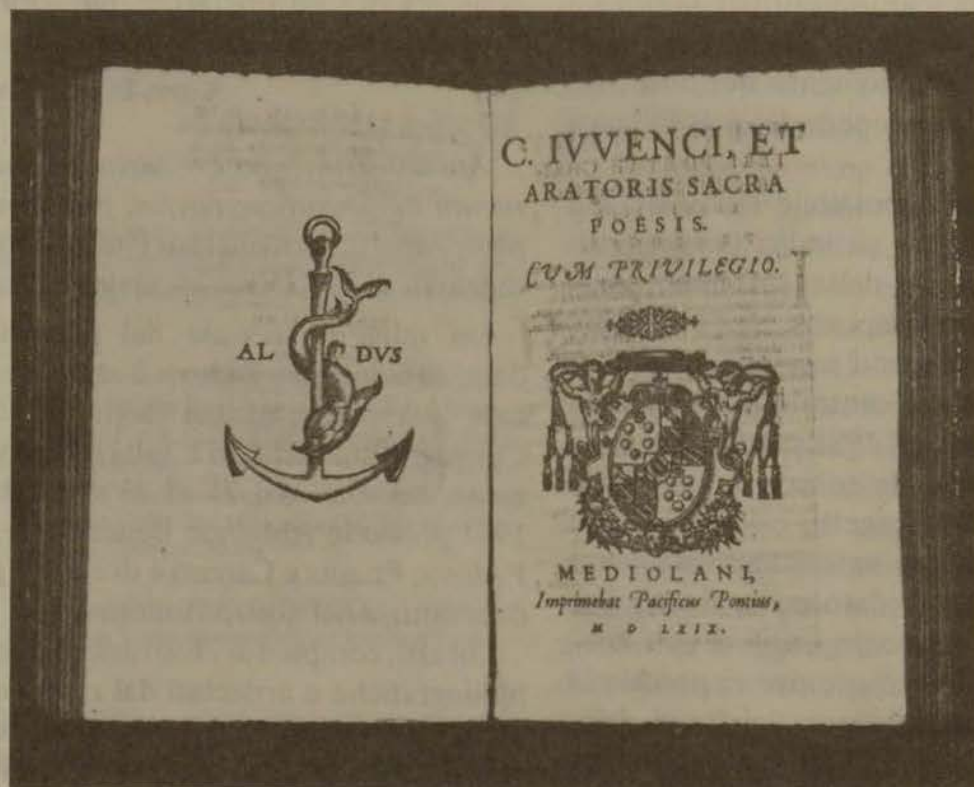 AL DVS
C. IVVENCI, ET
ARATORIS SACRA
POESIS.
CVM PRIVILEGIO.
MEDIOLANI,
Imprimebat Pacificus Pontius,
M D LXIX.